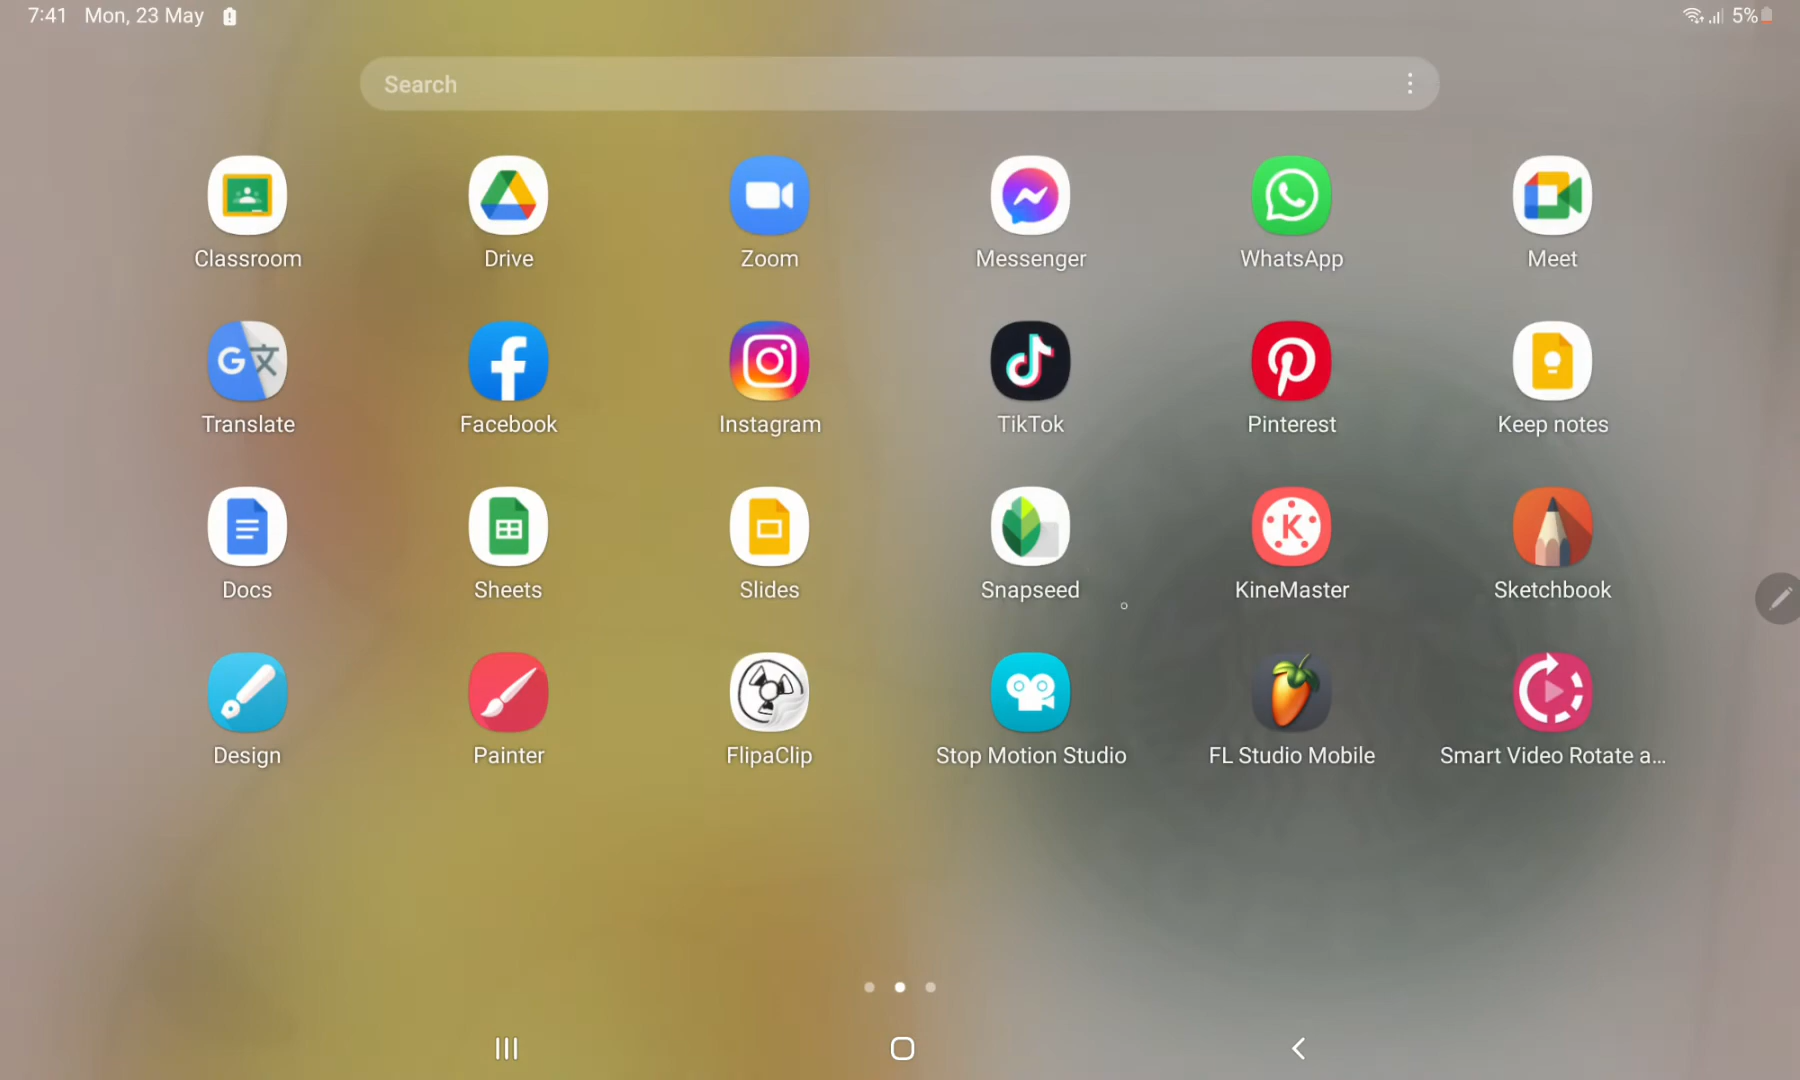 7:41 Mon, 23 May
5%
Search
Classroom Drive Zoom Messenger WhatsApp Meet
G文
Translate Facebook Instagram TikTok Pinterest Keep notes
K
Docs Sheets Slides Snapseed KineMaster Sketchbook
Design Painter FlipaClip Stop Motion Studio FL Studio Mobile Smart Video Rotate a...